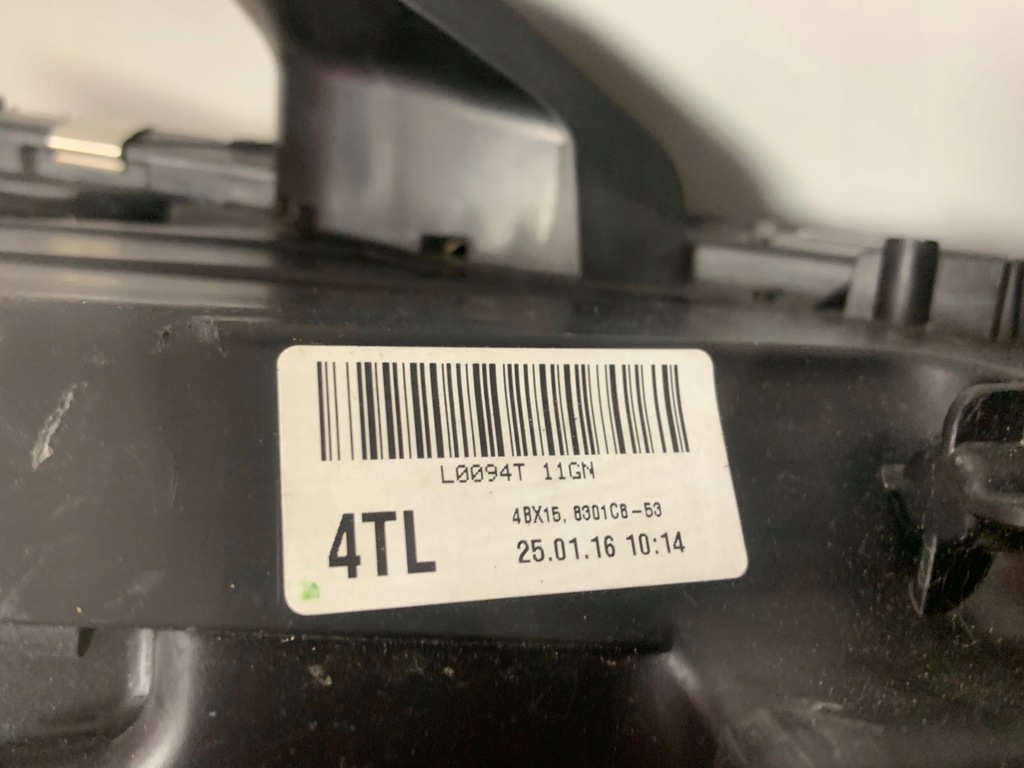 L0094T 11GN
4TL
4BX15, 8301C8-53
25.01.16 10:14